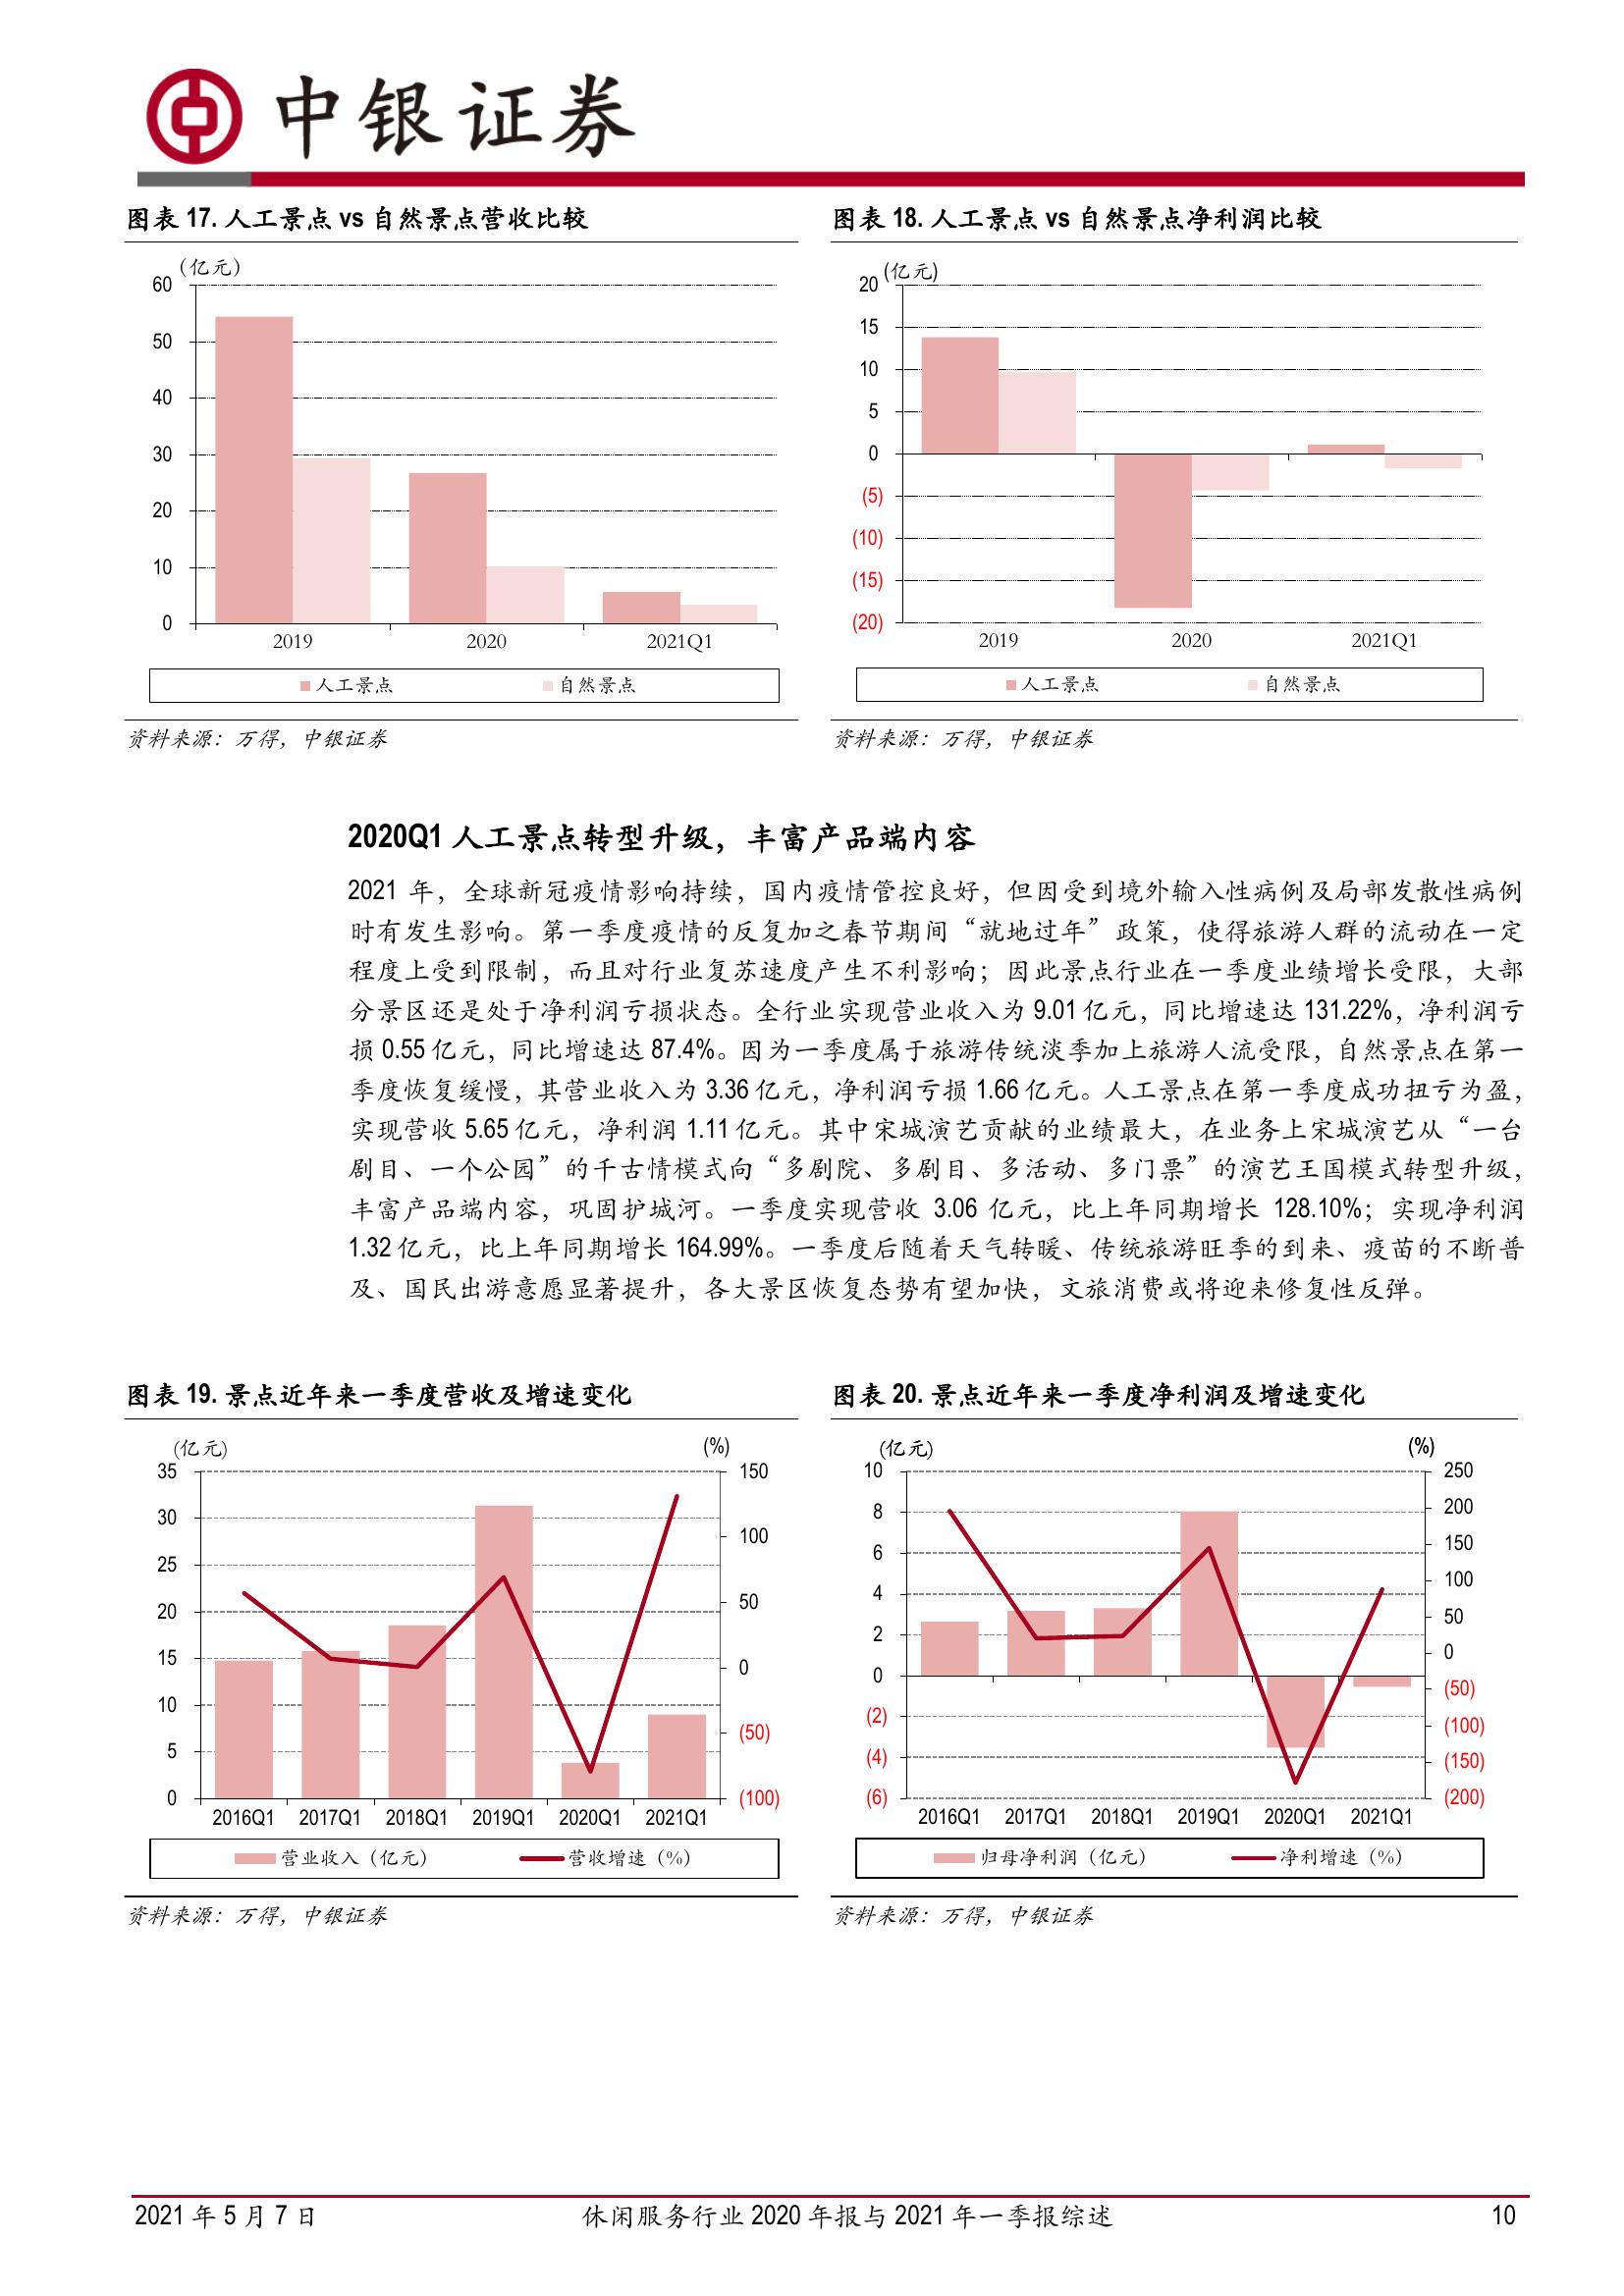 中银证券
图表 17. 人工景点 vs 自然景点营收比较
(亿元)
60
50
40
30
20
10
0
2019 2020 2021Q1
人工景点 自然景点
资料来源：万得，中银证券
图表 18. 人工景点 vs 自然景点净利润比较
(亿元)
20
15
10
5
0
(5)
(10)
(15)
(20)
2019 2020 2021Q1
人工景点 自然景点
资料来源：万得，中银证券
2020Q1 人工景点转型升级，丰富产品端内容
2021 年，全球新冠疫情影响持续，国内疫情管控良好，但因受到境外输入性病例及局部发散性病例
时有发生影响。第一季度疫情的反复加之春节期间“就地过年”政策，使得旅游人群的流动在一定
程度上受到限制，而且对行业复苏速度产生不利影响；因此景点行业在一季度业绩增长受限，大部
分景区还是处于净利润亏损状态。全行业实现营业收入为 9.01 亿元，同比增速达 131.22%，净利润亏
损 0.55 亿元，同比增速达 87.4%。因为一季度属于旅游传统淡季加上旅游人流受限，自然景点在第一
季度恢复缓慢，其营业收入为 3.36 亿元，净利润亏损 1.66 亿元。人工景点在第一季度成功扭亏为盈，
实现营收 5.65 亿元，净利润 1.11 亿元。其中宋城演艺贡献的业绩最大，在业务上宋城演艺从“一台
剧目、一个公园”的千古情模式向“多剧院、多剧目、多活动、多门票”的演艺王国模式转型升级，
丰富产品端内容，巩固护城河。一季度实现营收 3.06 亿元，比上年同期增长 128.10%；实现净利润
1.32 亿元，比上年同期增长 164.99%。一季度后随着天气转暖、传统旅游旺季的到来、疫苗的不断普
及、国民出游意愿显著提升，各大景区恢复态势有望加快，文旅消费或将迎来修复性反弹。
图表 19. 景点近年来一季度营收及增速变化
(亿元) (%)
35 150
30
25 100
20 50
15 0
10
5 (50)
0 (100)
2016Q1 2017Q1 2018Q1 2019Q1 2020Q1 2021Q1
营业收入（亿元） 营收增速（%）
资料来源：万得，中银证券
图表 20. 景点近年来一季度净利润及增速变化
(亿元) (%)
10 250
8 200
6 150
4 100
2 50
0 0
(2) (50)
(4) (100)
(6) (150)
(200)
2016Q1 2017Q1 2018Q1 2019Q1 2020Q1 2021Q1
归母净利润（亿元） 净利增速（%）
资料来源：万得，中银证券
2021 年 5 月 7 日 休闲服务行业 2020 年报与 2021 年一季报综述 10